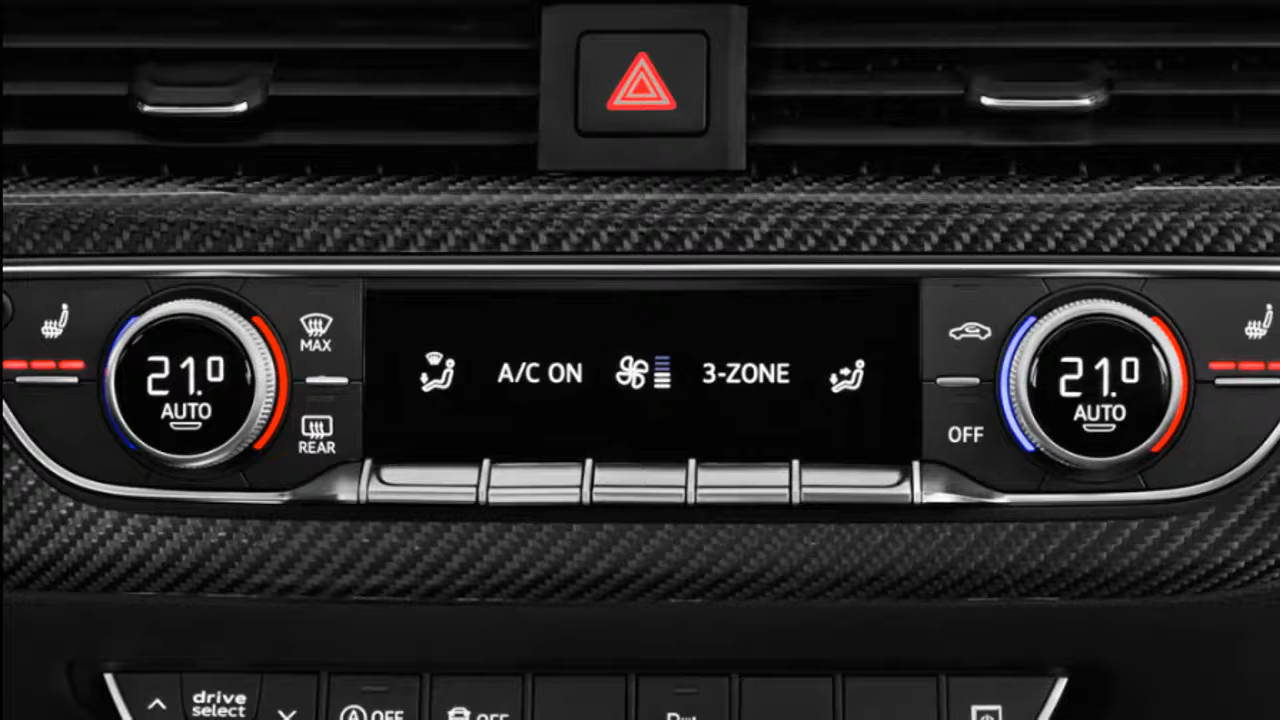 MAX
21.0
AUTO
REAR
A/C ON
3-ZONE
OFF
21.0
AUTO
drive
select
A OFF
OFF